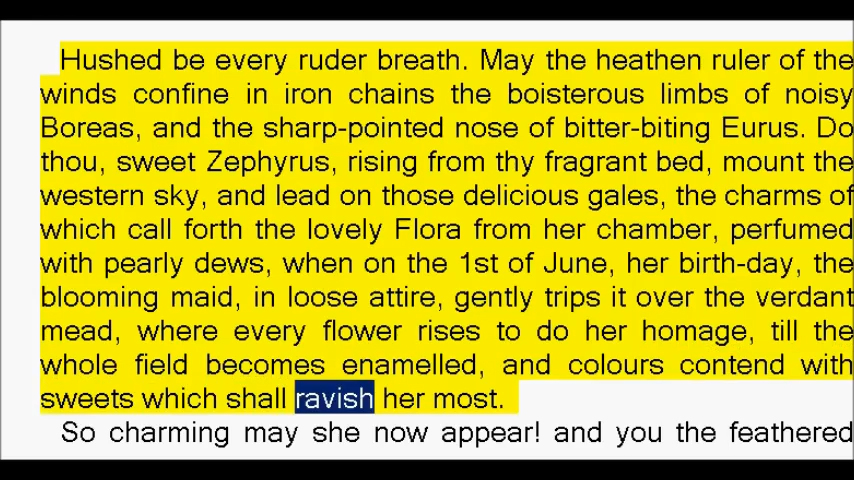 Hushed be every ruder breath. May the heathen ruler of the
winds confine in iron chains the boisterous limbs of noisy
Boreas, and the sharp-pointed nose of bitter-biting Eurus. Do
thou, sweet Zephyrus, rising from thy fragrant bed, mount the
western sky, and lead on those delicious gales, the charms of
which call forth the lovely Flora from her chamber, perfumed
with pearly dews, when on the 1st of June, her birth-day, the
blooming maid, in loose attire, gently trips it over the verdant
mead, where every flower rises to do her homage, till the
whole field becomes enamelled, and colours contend with
sweets which shall ravish her most.
So charming may she now appear! and you the feathered